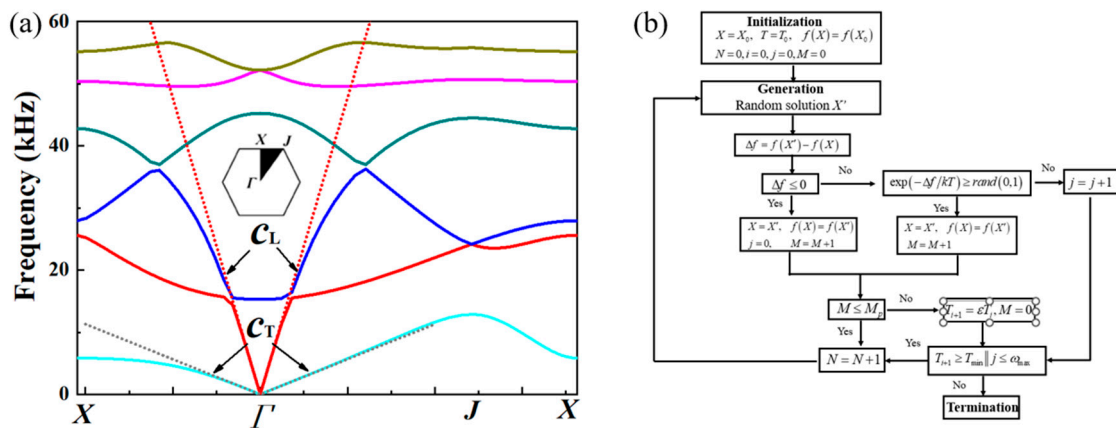 (a)
60
40
20
0
Frequency (kHz)
X
J
Γ
C_L
C_T
X
Γ
J
X
(b)
Initialization
X = X_0, T = T_0, f(X) = f(X_0)
N = 0, i = 0, j = 0, M = 0
Generation
Random solution X'
Δf = f(X') − f(X)
Δf ≤ 0
No
exp(−Δf/kT) ≥ rand(0,1)
No
j = j+1
Yes
Yes
X = X', f(X) = f(X')
j = 0, M = M+1
X = X', f(X) = f(X')
M = M+1
M ≤ M_p
No
T_{i+1} = εT_i, M = 0
Yes
N = N+1
Yes
T_{i+1} ≥ T_min || j ≤ ω_max
No
Termination